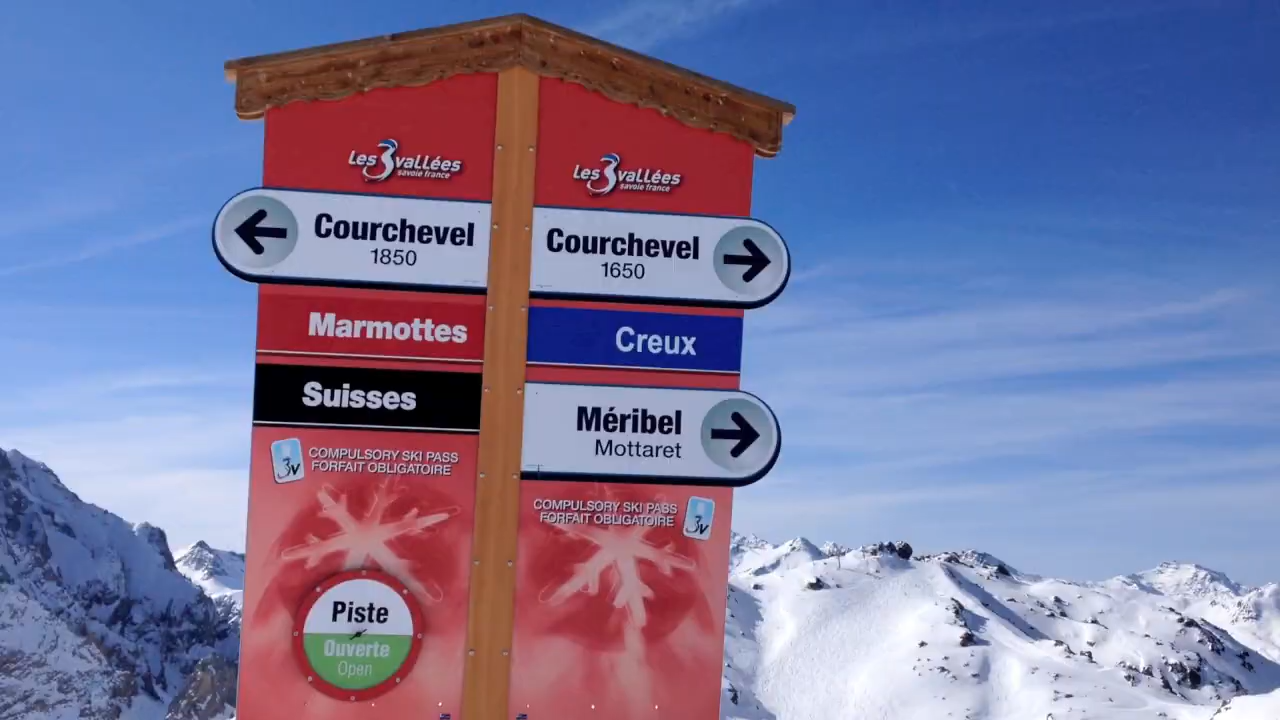 Les 3 vallées
savoie france
Courchevel
1850
Marmottes
Suisses
3V
COMPULSORY SKI PASS
FORFAIT OBLIGATOIRE
Piste
Ouverte
Open
Les 3 vallées
savoie france
Courchevel
1650
Creux
Méribel
Mottaret
COMPULSORY SKI PASS
FORFAIT OBLIGATOIRE
3V